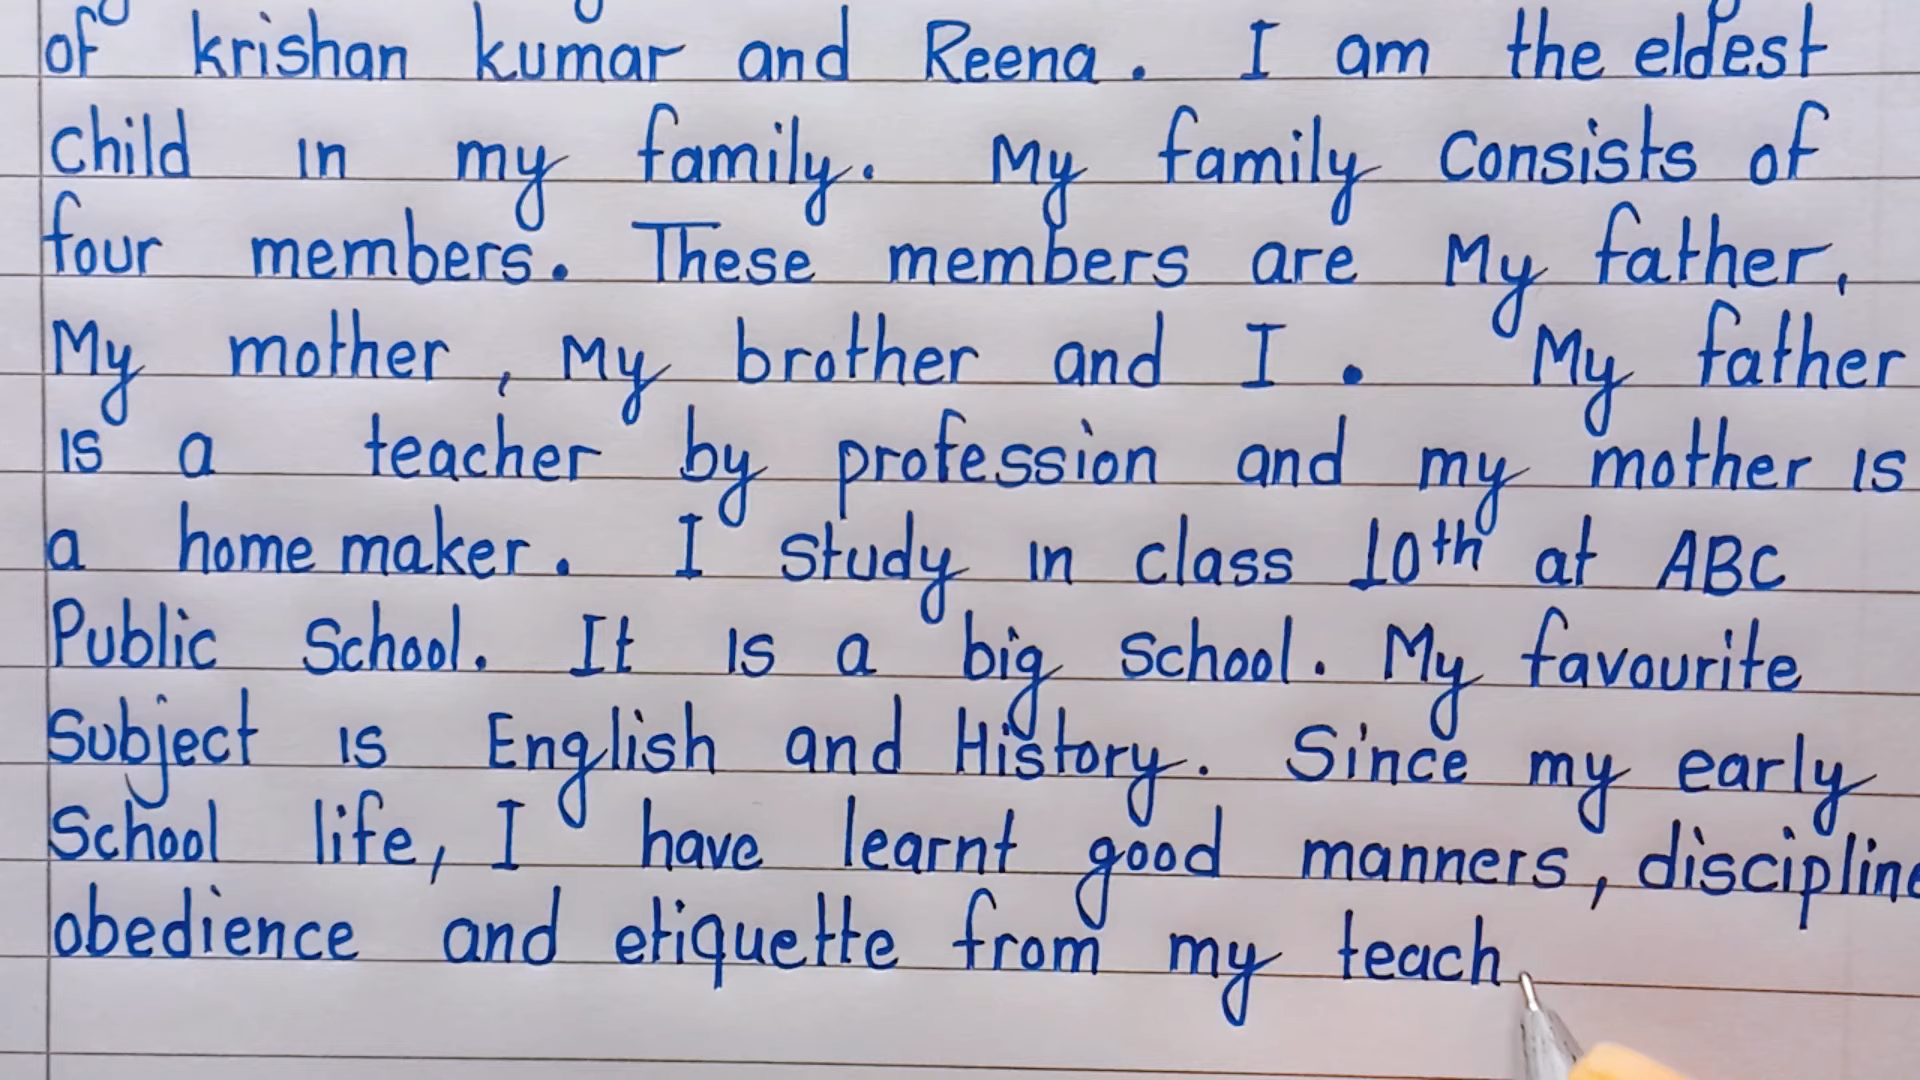 of krishan kumar and Reena. I am the eldest
child in my family. My family consists of
four members. These members are My father,
My mother, My brother and I.  My father
is a teacher by profession and my mother is
a home maker. I study in class 10th at ABC
Public School. It is a big school. My favourite
Subject is English and History. Since my early
School life, I have learnt good manners, discipline
obedience and etiquette from my teach